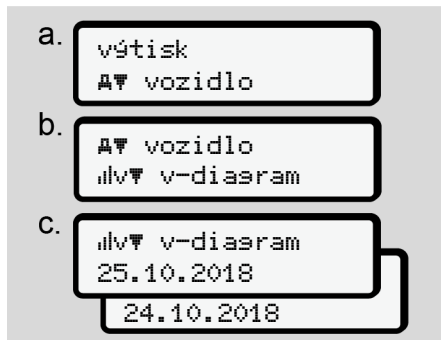 a.
výtisk
vozidlo
b.
vozidlo
v-diagram
c.
v-diagram
25.10.2018
24.10.2018